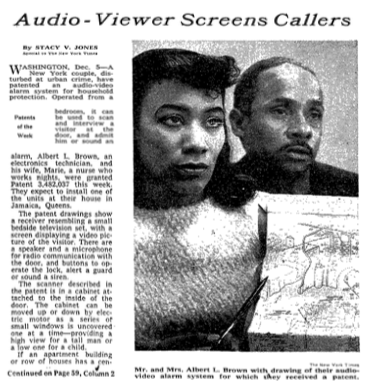 Audio-Viewer Screens Callers
By STACY V. JONES
Special to The New York Times
WASHINGTON, Dec. 5—A
New York couple, dis-
turbed at urban crime, have
patented an audio-video
alarm system for household
protection. Operated from a
Patents
of the
Week
bedroom, it can
be used to scan
and interview a
visitor at the
door, and admit
him or sound an
alarm, Albert L. Brown, an
electronics technician, and
his wife, Marie, a nurse who
works nights, were granted
Patent 3,482,037 this week.
They expect to install one of
the units at their house in
Jamaica, Queens.
The patent drawings show
a receiver resembling a small
bedside television set, with a
screen displaying a video pic-
ture of the visitor. There are
a speaker and a microphone
for radio communication with
the door, and buttons to op-
erate the lock, alert a guard
or sound a siren.
The scanner described in
the patent is in a cabinet at-
tached to the inside of the
door. The cabinet can be
moved up or down by elec-
tric motor as a series of
small windows is uncovered
one at a time—providing a
high view for a tall man or
a low one for a child.
If an apartment building
or row of houses has a cen-
Continued on Page 59, Column 2
The New York Times
Mr. and Mrs. Albert L. Brown with drawing of their audio-
video alarm system for which they received a patent.